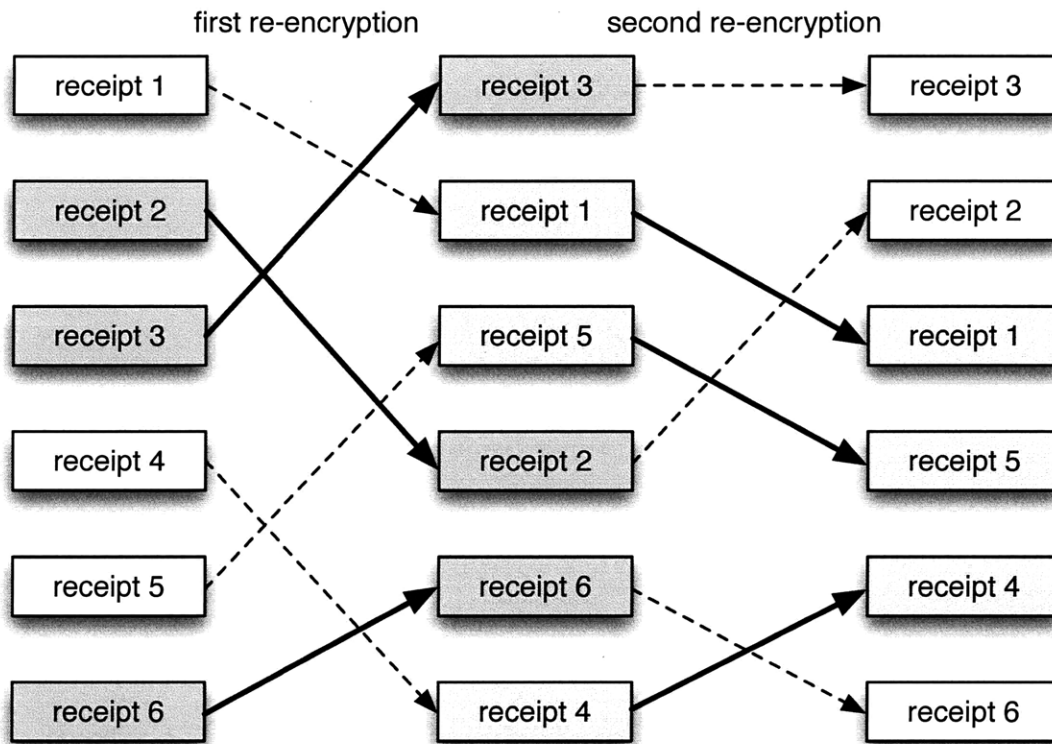 first re-encryption second re-encryption
receipt 1 receipt 3 receipt 3
receipt 2 receipt 1 receipt 2
receipt 3 receipt 5 receipt 1
receipt 4 receipt 2 receipt 5
receipt 5 receipt 6 receipt 4
receipt 6 receipt 4 receipt 6